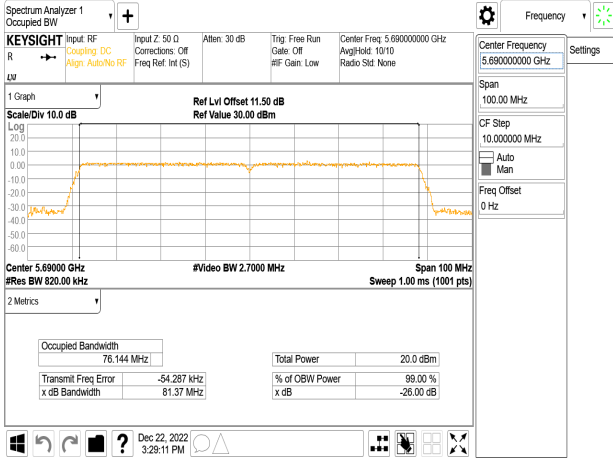 Spectrum Analyzer 1
Occupied BW
KEYSIGHT
R
Input: RF
Coupling: DC
Align: Auto/No RF
Input Z: 50 Ω
Corrections: Off
Freq Ref: Int (S)
Atten: 30 dB
Trig: Free Run
Gate: Off
#IF Gain: Low
Center Freq: 5.690000000 GHz
Avg|Hold: 10/10
Radio Std: None
1 Graph
Scale/Div 10.0 dB
Ref Lvl Offset 11.50 dB
Ref Value 30.00 dBm
Log
20.0
10.0
0.00
-10.0
-20.0
-30.0
-40.0
-50.0
-60.0
Center 5.69000 GHz
#Video BW 2.7000 MHz
Span 100 MHz
#Res BW 820.00 kHz
Sweep 1.00 ms (1001 pts)
2 Metrics
Occupied Bandwidth
76.144 MHz
Total Power 20.0 dBm
Transmit Freq Error -54.287 kHz
% of OBW Power 99.00 %
x dB Bandwidth 81.37 MHz
x dB -26.00 dB
Dec 22, 2022
3:29:11 PM
?
Frequency
Settings
Center Frequency
5.690000000 GHz
Span
100.00 MHz
CF Step
10.000000 MHz
Auto
Man
Freq Offset
0 Hz